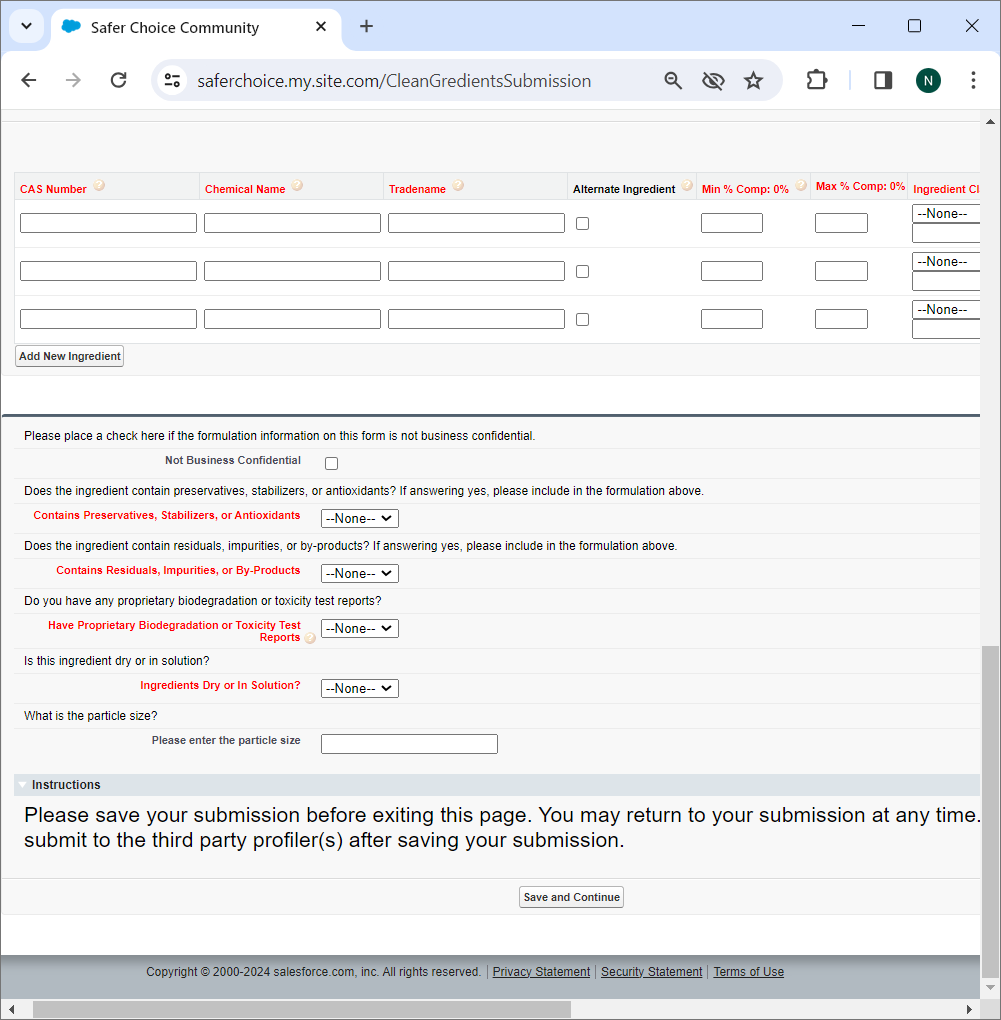 Safer Choice Community
saferchoice.my.site.com/CleanGredientsSubmission
N
CAS Number ? Chemical Name ? Tradename ? Alternate Ingredient ? Min % Comp: 0% ? Max % Comp: 0% Ingredient Cl
--None--
--None--
--None--
Add New Ingredient
Please place a check here if the formulation information on this form is not business confidential.
Not Business Confidential
Does the ingredient contain preservatives, stabilizers, or antioxidants? If answering yes, please include in the formulation above.
Contains Preservatives, Stabilizers, or Antioxidants --None--
Does the ingredient contain residuals, impurities, or by-products? If answering yes, please include in the formulation above.
Contains Residuals, Impurities, or By-Products --None--
Do you have any proprietary biodegradation or toxicity test reports?
Have Proprietary Biodegradation or Toxicity Test --None--
Reports ?
Is this ingredient dry or in solution?
Ingredients Dry or In Solution? --None--
What is the particle size?
Please enter the particle size
Instructions
Please save your submission before exiting this page. You may return to your submission at any time.
submit to the third party profiler(s) after saving your submission.
Save and Continue
Copyright © 2000-2024 salesforce.com, inc. All rights reserved. | Privacy Statement | Security Statement | Terms of Use